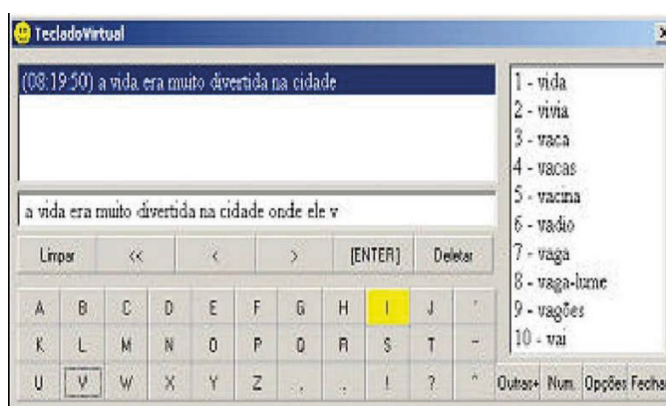 TecladoVirtual
(08:19:50) a vida era muito divertida na cidade
a vida era muito divertida na cidade onde ele v
Limpar << < > [ENTER] Deletar
A B C D E F G H I J '
K L M N O P Q R S T ~
U V W X Y Z , . ! ? ^
1 - vida
2 - vivia
3 - vaca
4 - vacas
5 - vacina
6 - vadio
7 - vaga
8 - vaga-lume
9 - vagões
10 - vai
Outras+ Num. Opções Fechar